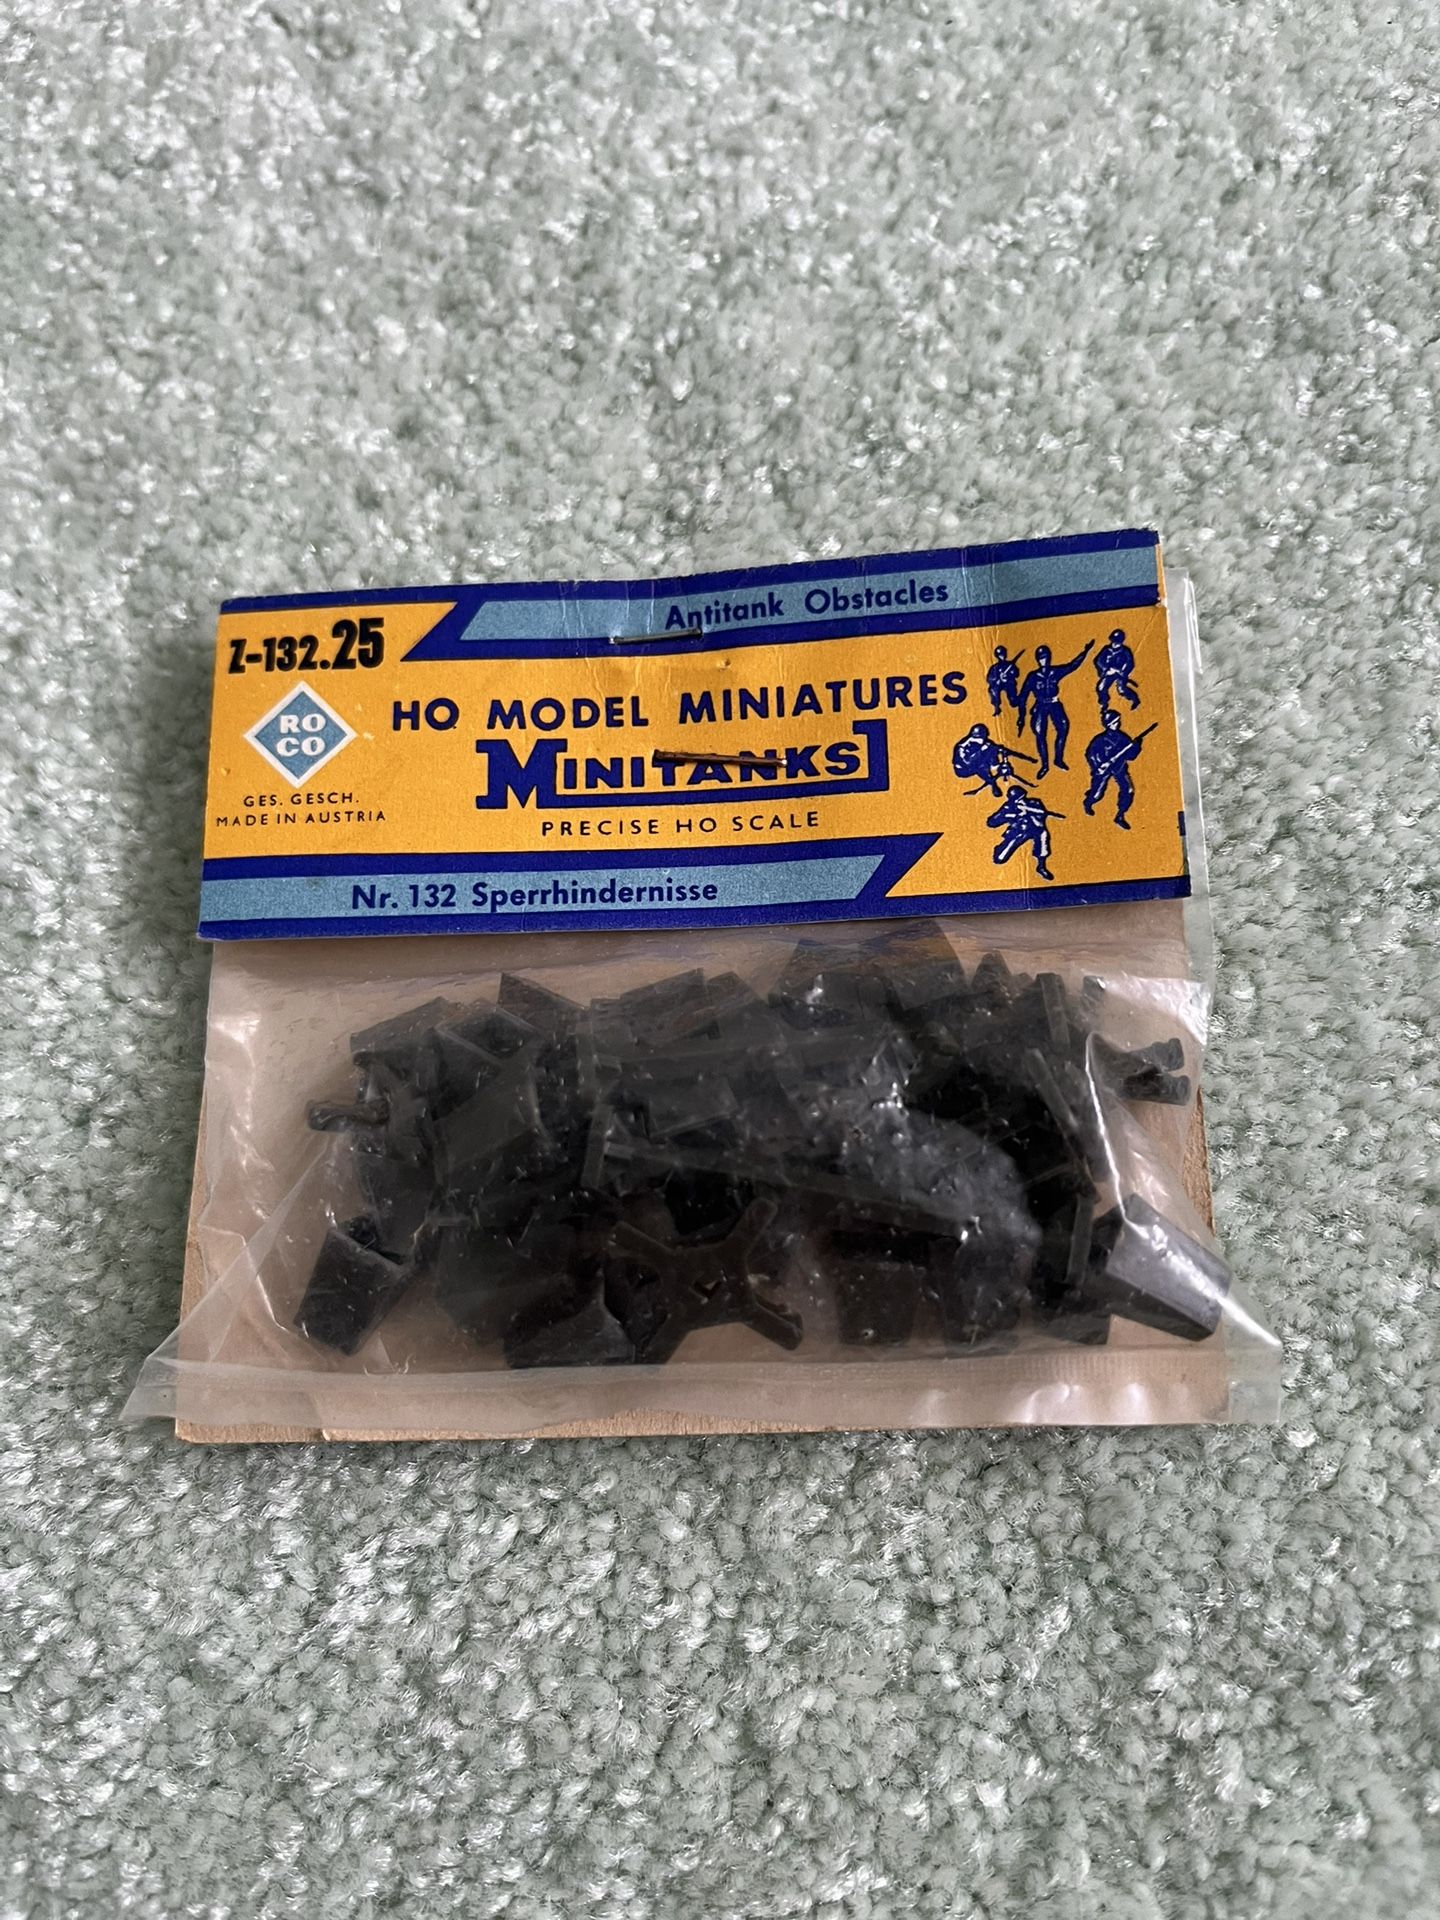 Antitank Obstacles
Z-132.25
HO MODEL MINIATURES
MINITANKS
PRECISE HO SCALE
RO
CO
GES. GESCH.
MADE IN AUSTRIA
Nr. 132 Sperrhindernisse